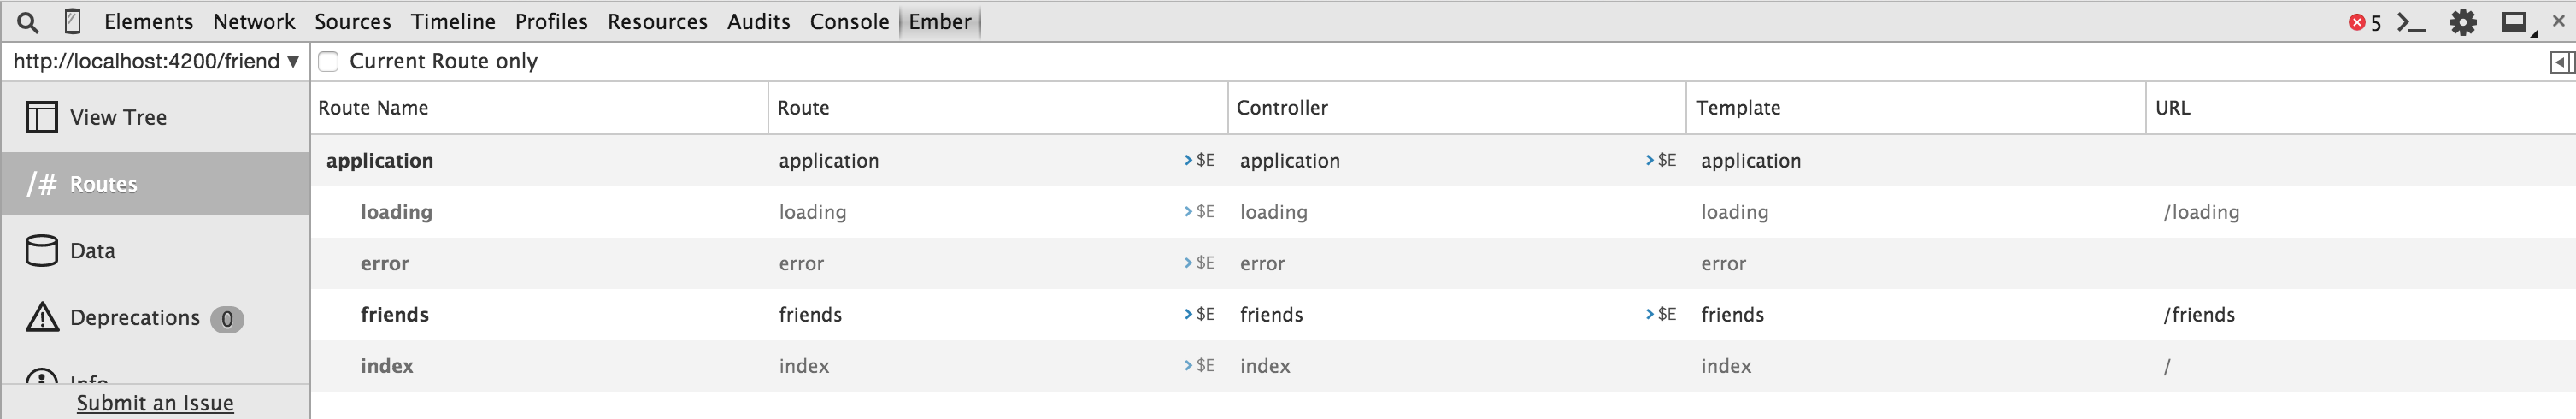 Elements Network Sources Timeline Profiles Resources Audits Console Ember 5
http://localhost:4200/friend Current Route only
Route Name Route Controller Template URL
View Tree
application application $E application $E application
/# Routes
loading loading $E loading loading /loading
Data
error error $E error error
Deprecations 0
friends friends $E friends $E friends /friends
Info
index index $E index index /
Submit an Issue